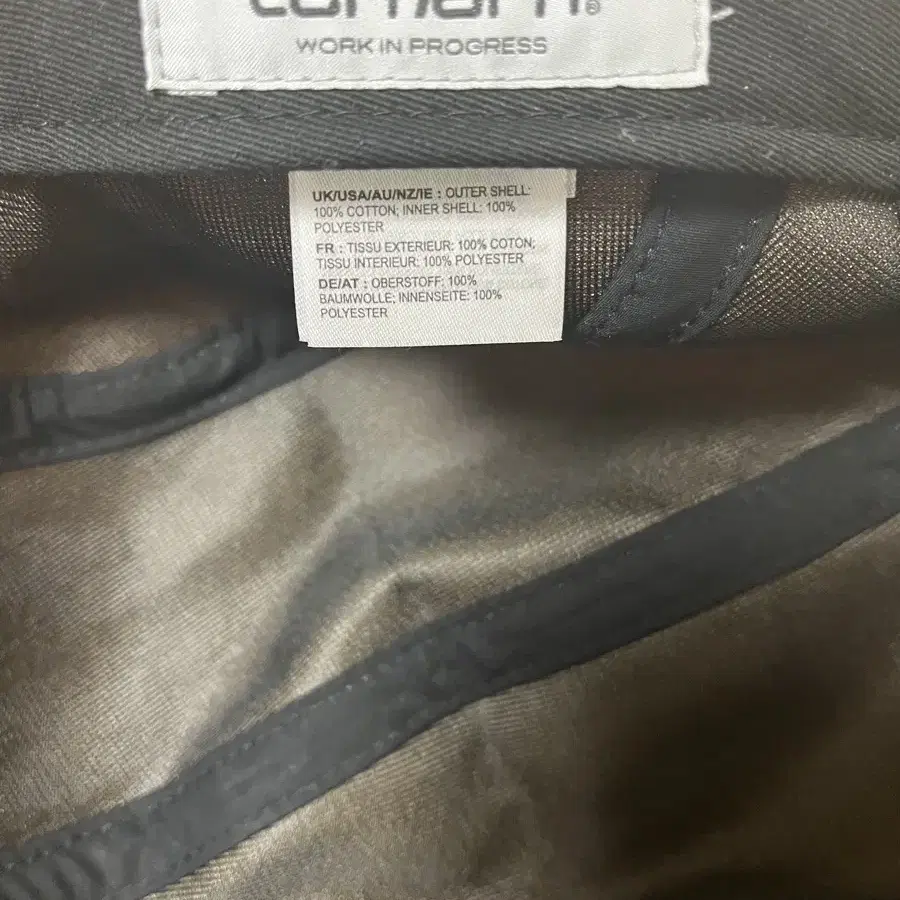 carhartt®
WORK IN PROGRESS
UK/USA/AU/NZ/IE : OUTER SHELL:
100% COTTON; INNER SHELL: 100%
POLYESTER
FR : TISSU EXTERIEUR: 100% COTON;
TISSU INTERIEUR: 100% POLYESTER
DE/AT : OBERSTOFF: 100%
BAUMWOLLE; INNENSEITE: 100%
POLYESTER